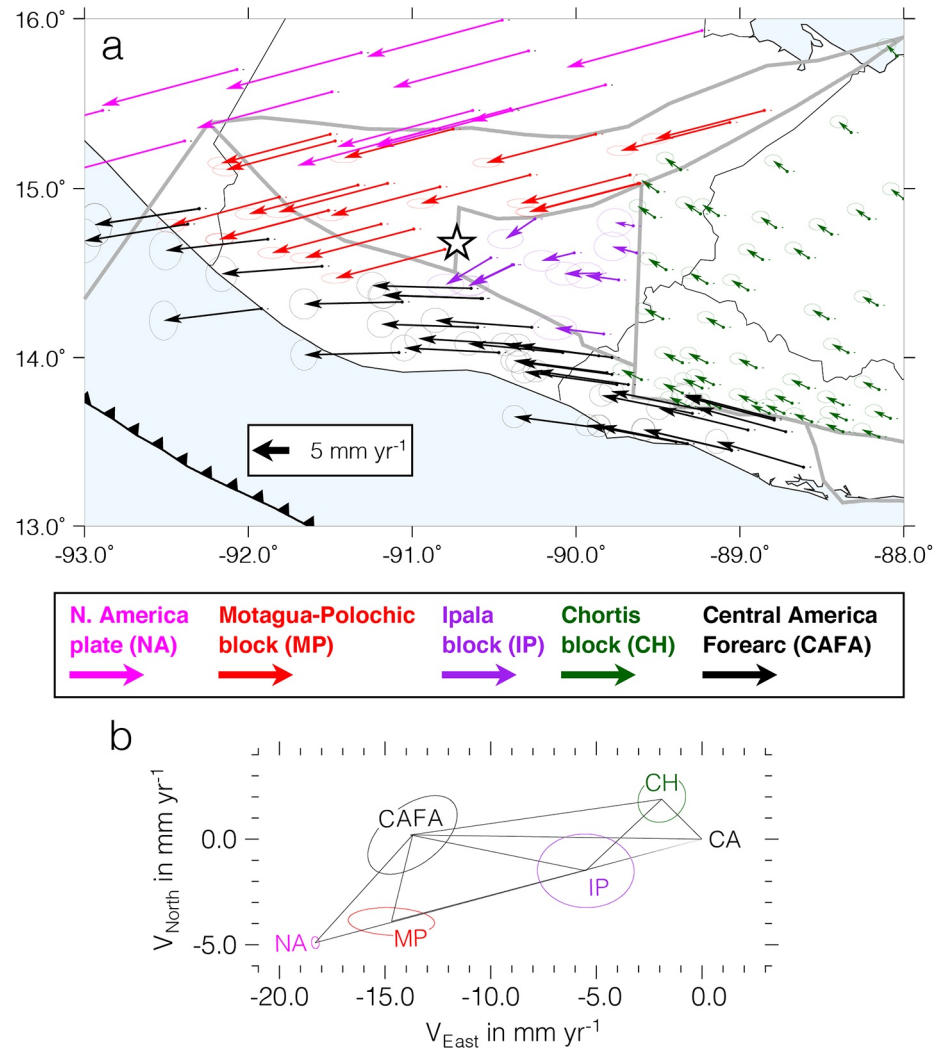 16.0°
a
15.0°
14.0°
13.0°
5 mm yr-1
-93.0° -92.0° -91.0° -90.0° -89.0° -88.0°
N. America Motagua-Polochic Ipala Chortis Central America
plate (NA) block (MP) block (IP) block (CH) Forearc (CAFA)
b
CH
CAFA
CA
IP
MP
NA
0.0
-5.0
VNorth in mm yr-1
-20.0 -15.0 -10.0 -5.0 0.0
VEast in mm yr-1